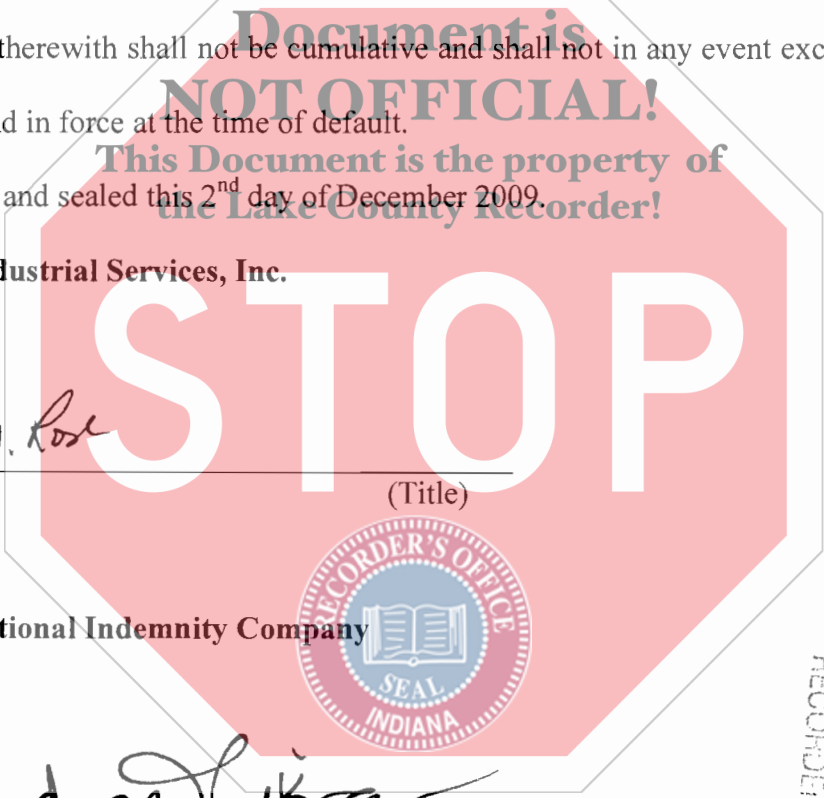 Document is
therewith shall not be cumulative and shall not in any event exc
NOT OFFICIAL!
d in force at the time of default.
This Document is the property of
and sealed this 2nd day of December 2009.
the Lake County Recorder!
dustrial Services, Inc.
STOP
Rose
(Title)
RECORDER'S OFFICE
tional Indemnity Company
SEAL
INDIANA